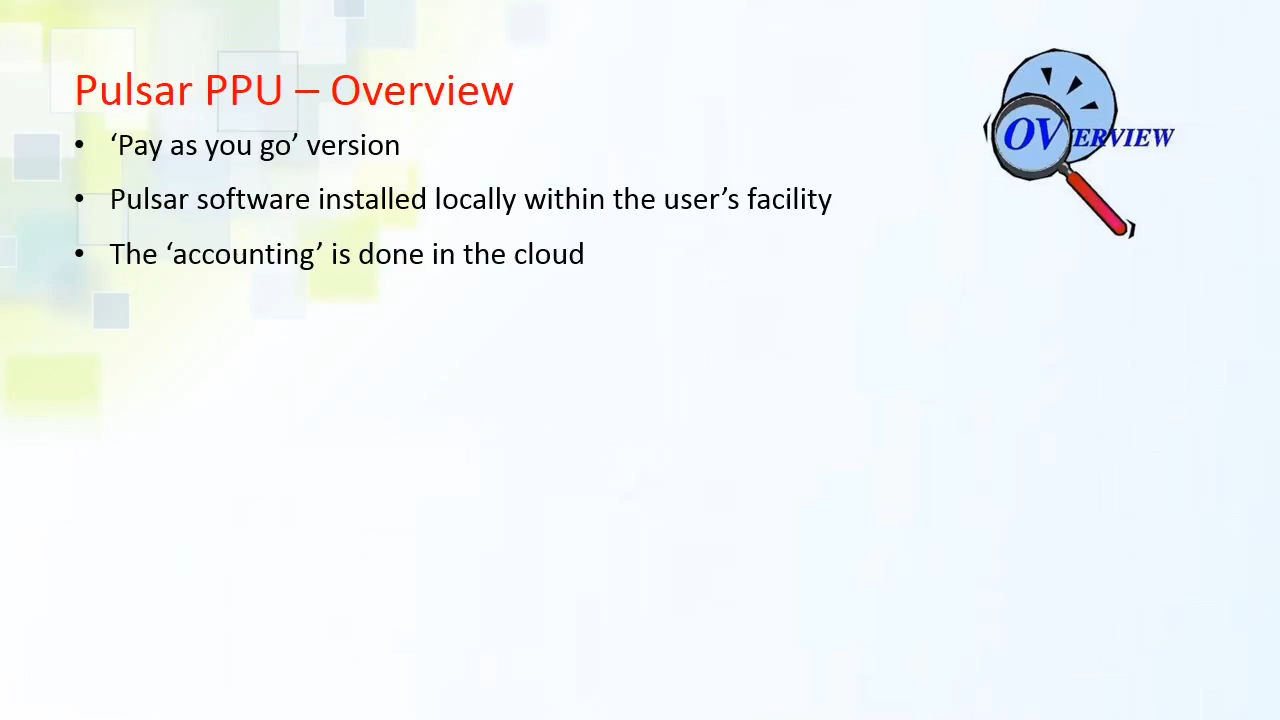 Pulsar PPU – Overview
• ‘Pay as you go’ version
• Pulsar software installed locally within the user’s facility
• The ‘accounting’ is done in the cloud
OVERVIEW